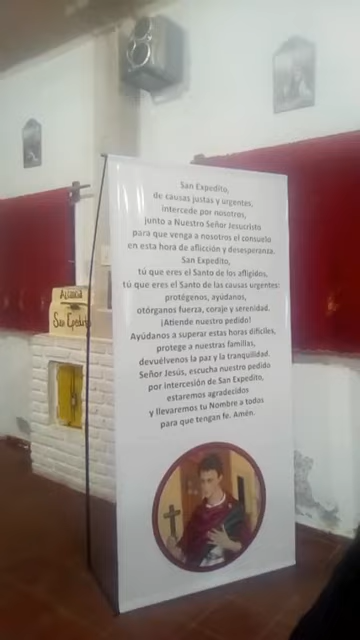 San Expedito,
de causas justas y urgentes,
intercede por nosotros,
junto a Nuestro Señor Jesucristo
para que venga a nosotros el consuelo
en esta hora de aflicción y desesperanza.
San Expedito,
tú que eres el Santo de los afligidos,
tú que eres el Santo de las causas urgentes:
protégenos, ayúdanos,
otórganos fuerza, coraje y serenidad.
¡Atiende nuestro pedido!
Ayúdanos a superar estas horas difíciles,
protege a nuestras familias,
devuélvenos la paz y la tranquilidad.
Señor Jesús, escucha nuestro pedido
por intercesión de San Expedito,
estaremos agradecidos
y llevaremos tu Nombre a todos
para que tengan fe. Amén.
San Expedito